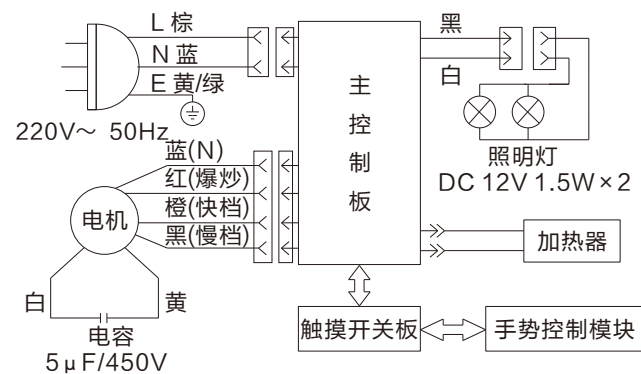 L 棕
N 蓝
E 黄/绿
220V～ 50Hz
蓝(N)
红(爆炒)
橙(快档)
黑(慢档)
电机
白
黄
电容
5μF/450V
主控制板
黑
白
照明灯
DC 12V 1.5W×2
加热器
触摸开关板
手势控制模块